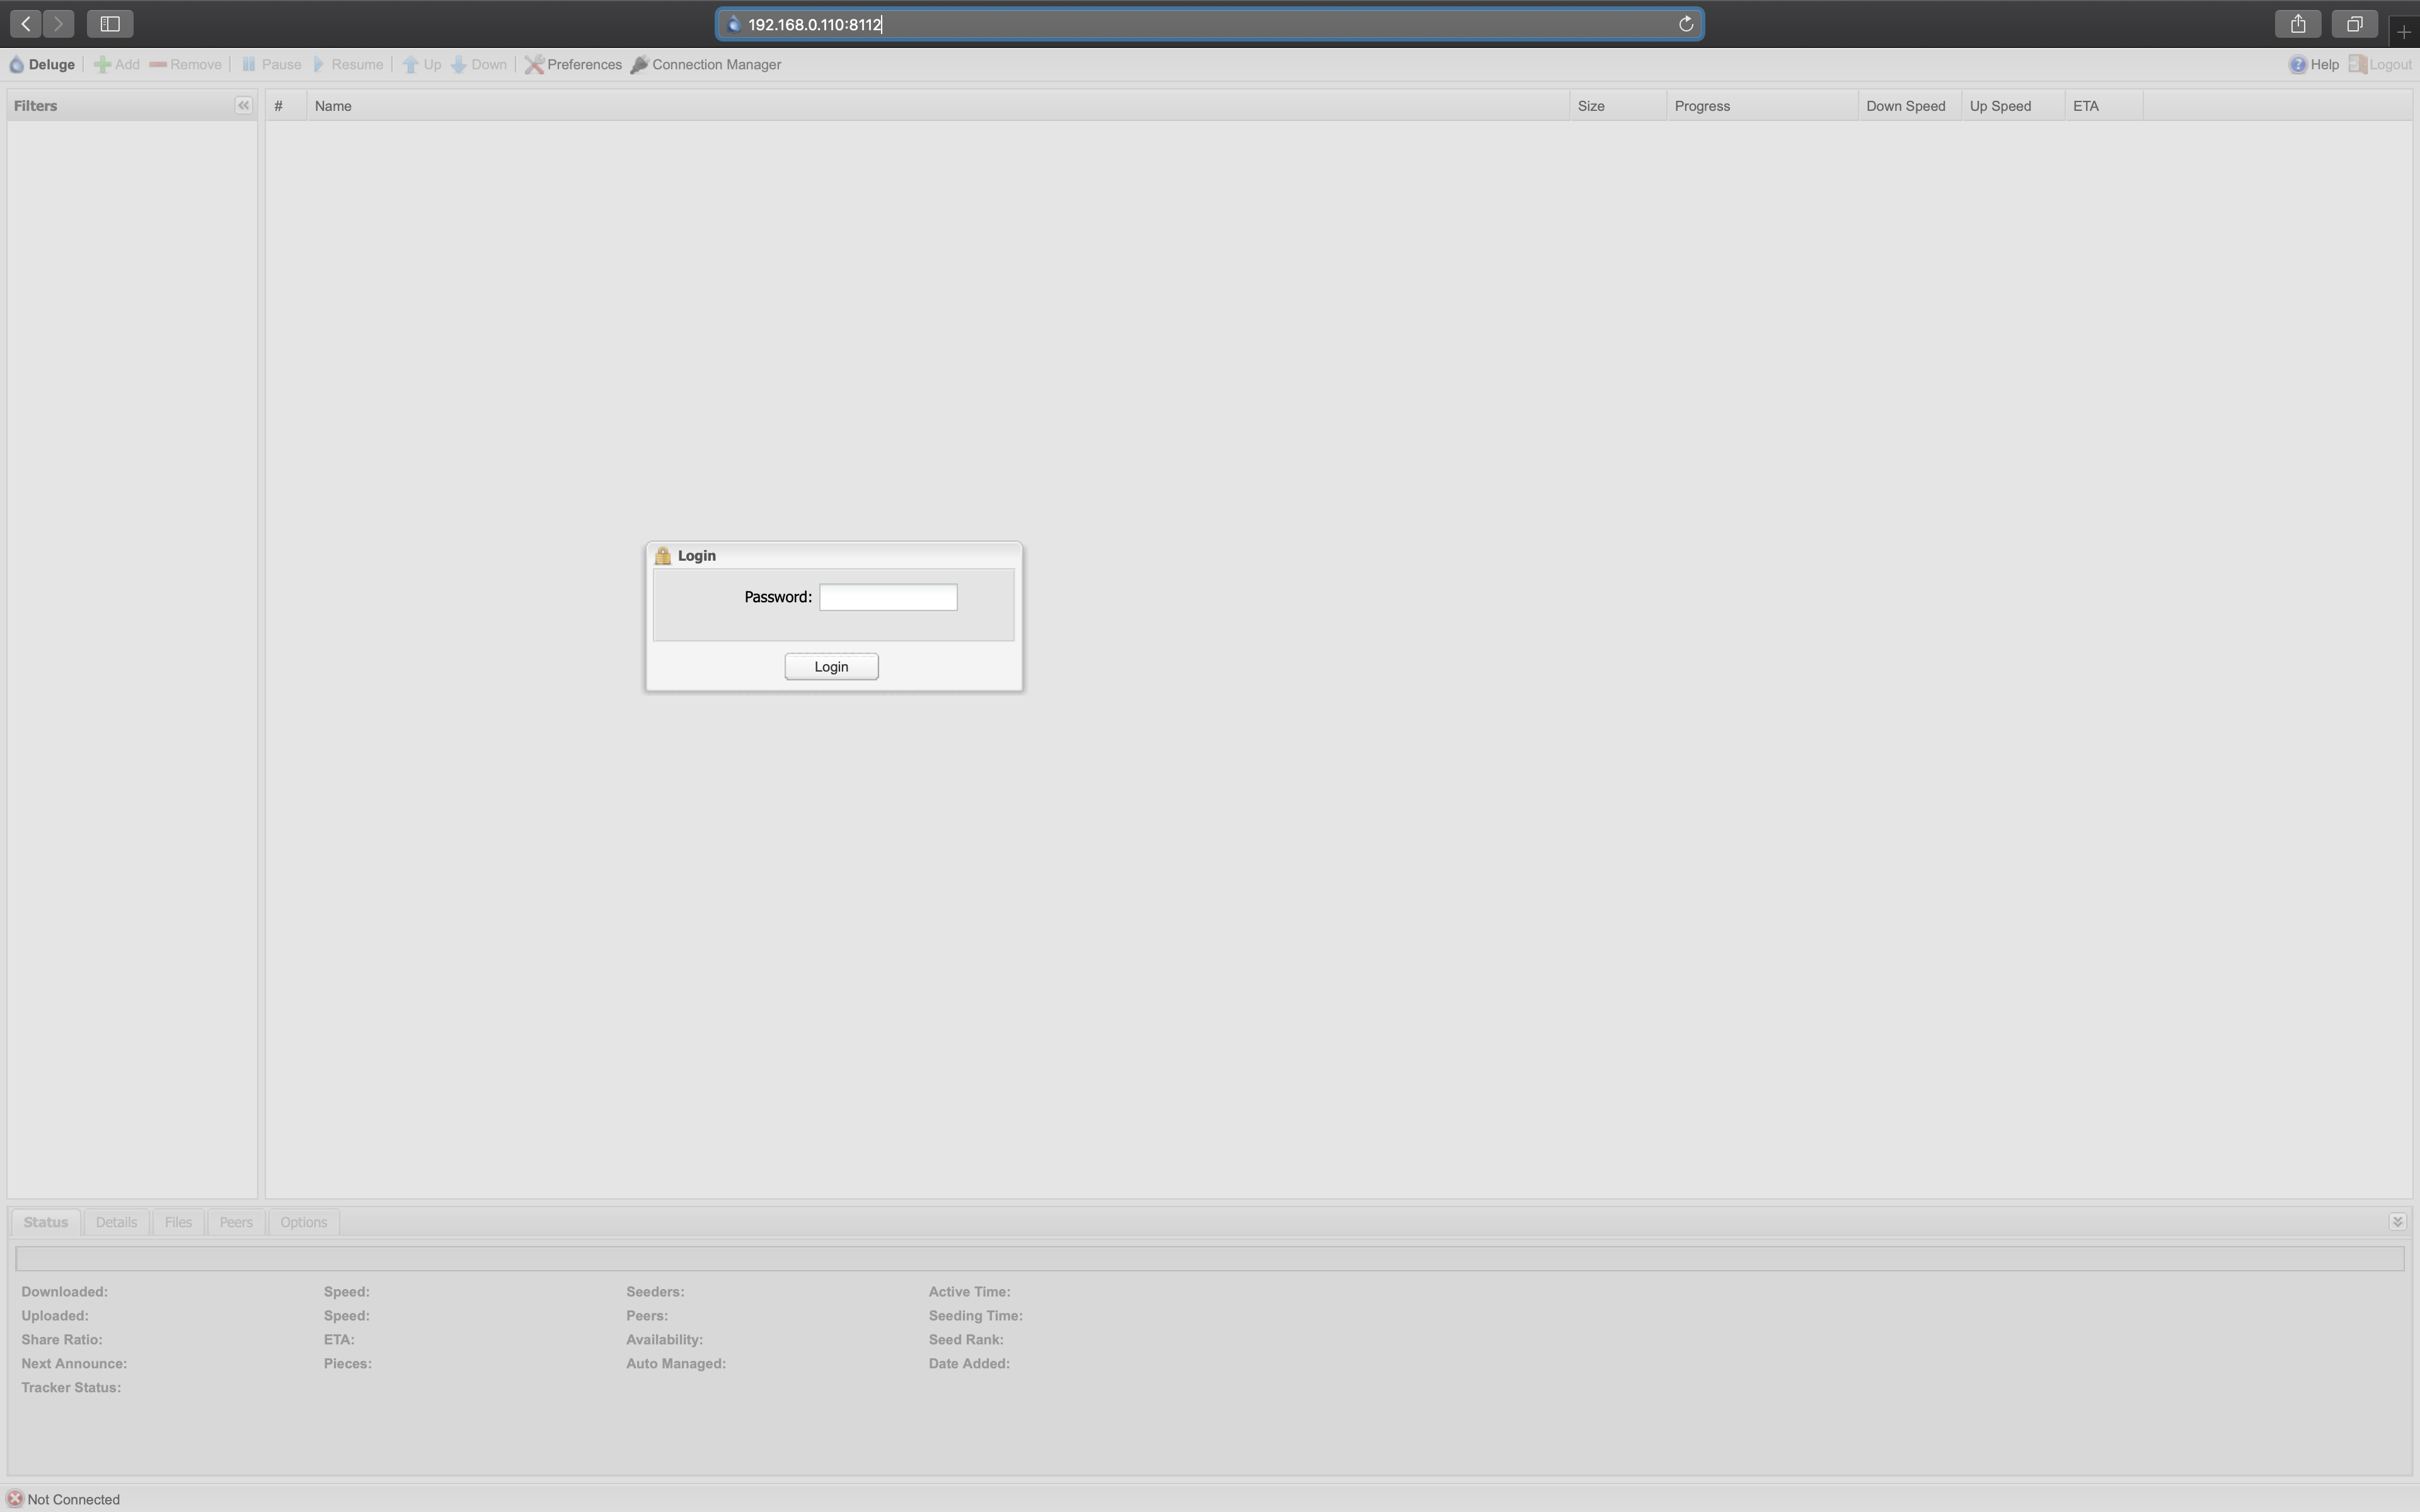 192.168.0.110:8112
Deluge Add Remove Pause Resume Up Down Preferences Connection Manager Help Logout
Filters # Name Size Progress Down Speed Up Speed ETA
Login
Password:
Login
Status Details Files Peers Options
Downloaded: Speed: Seeders: Active Time:
Uploaded: Speed: Peers: Seeding Time:
Share Ratio: ETA: Availability: Seed Rank:
Next Announce: Pieces: Auto Managed: Date Added:
Tracker Status:
Not Connected